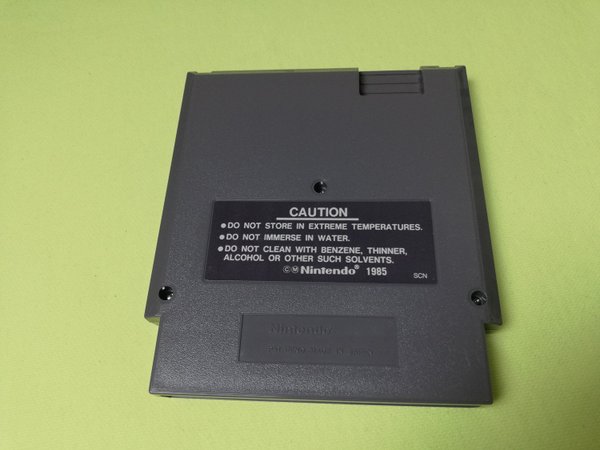 CAUTION
● DO NOT STORE IN EXTREME TEMPERATURES.
● DO NOT IMMERSE IN WATER.
● DO NOT CLEAN WITH BENZENE, THINNER,
ALCOHOL OR OTHER SUCH SOLVENTS.
©Ⓜ Nintendo® 1985
SCN
Nintendo